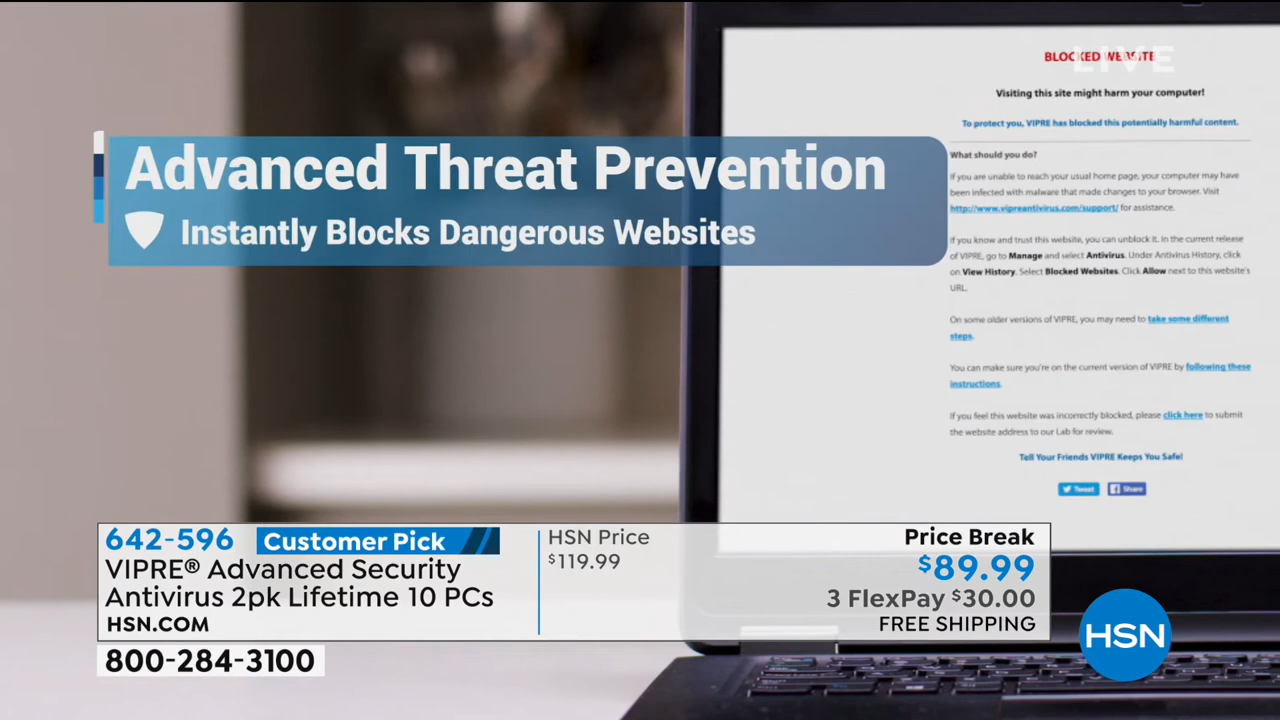 LIVE
BLOCKED WEBSITE
Visiting this site might harm your computer!
To protect you, VIPRE has blocked this potentially harmful content.
What should you do?
If you are unable to reach your usual home page, your computer may have
been infected with malware that made changes to your browser. Visit
http://www.vipreantivirus.com/support/ for assistance.
If you know and trust this website, you can unblock it. In the current release
of VIPRE, go to Manage and select Antivirus. Under Antivirus History, click
on View History. Select Blocked Websites. Click Allow next to this website's
URL.
On some older versions of VIPRE, you may need to take some different
steps.
You can make sure you're on the current version of VIPRE by following these
instructions.
If you feel this website was incorrectly blocked, please click here to submit
the website address to our Lab for review.
Tell Your Friends VIPRE Keeps You Safe!
Tweet
Share
Advanced Threat Prevention
Instantly Blocks Dangerous Websites
642-596 Customer Pick
VIPRE® Advanced Security
Antivirus 2pk Lifetime 10 PCs
HSN.COM
HSN Price
$119.99
Price Break
$89.99
3 FlexPay $30.00
FREE SHIPPING
800-284-3100
HSN